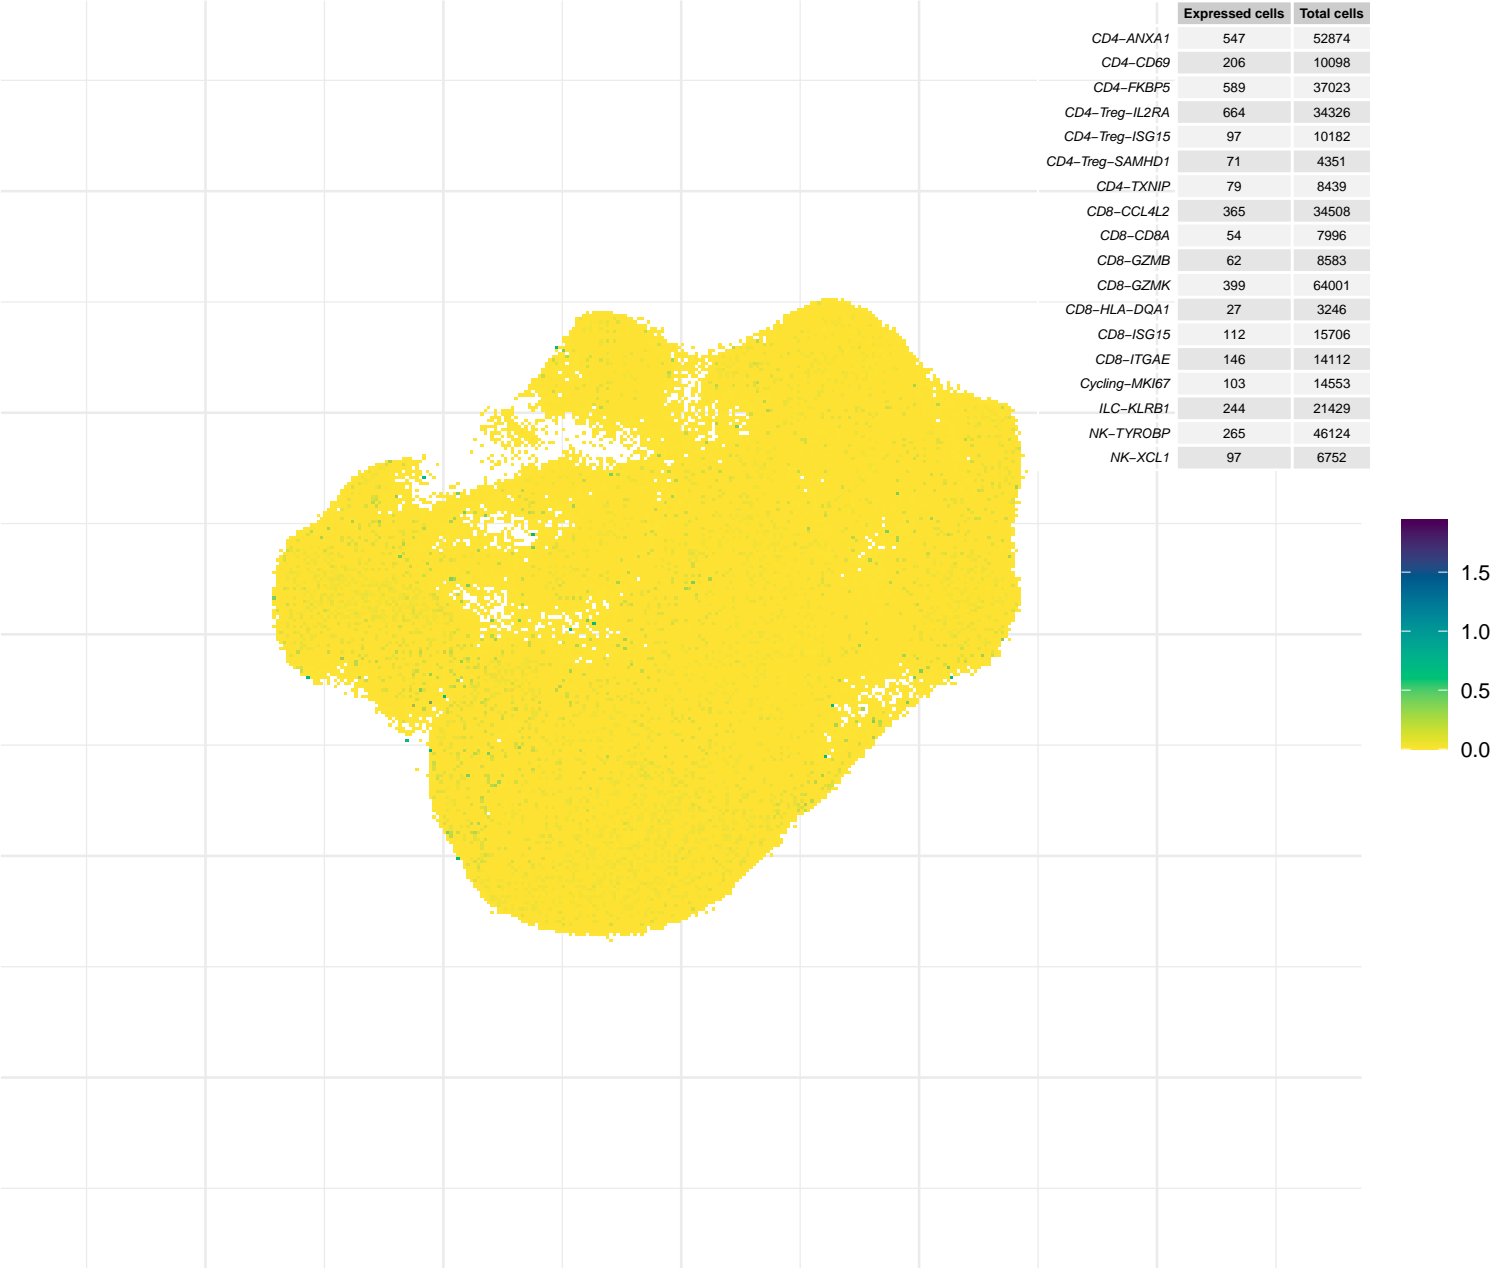 Expressed cells Total cells
CD4−ANXA1 547 52874
CD4−CD69 206 10098
CD4−FKBP5 589 37023
CD4−Treg−IL2RA 664 34326
CD4−Treg−ISG15 97 10182
CD4−Treg−SAMHD1 71 4351
CD4−TXNIP 79 8439
CD8−CCL4L2 365 34508
CD8−CD8A 54 7996
CD8−GZMB 62 8583
CD8−GZMK 399 64001
CD8−HLA−DQA1 27 3246
CD8−ISG15 112 15706
CD8−ITGAE 146 14112
Cycling−MKI67 103 14553
ILC−KLRB1 244 21429
NK−TYROBP 265 46124
NK−XCL1 97 6752
1.5
1.0
0.5
0.0